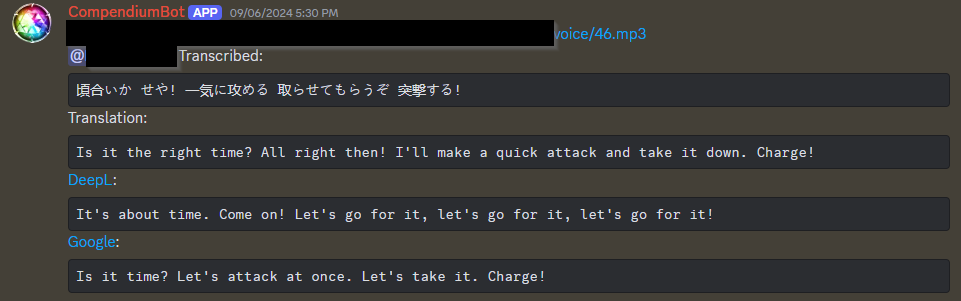 CompendiumBot APP 09/06/2024 5:30 PM
voice/46.mp3
@ Transcribed:
頃合いか せや! 一気に攻める 取らせてもらうぞ 突撃する!
Translation:
Is it the right time? All right then! I'll make a quick attack and take it down. Charge!
DeepL:
It's about time. Come on! Let's go for it, let's go for it, let's go for it!
Google:
Is it time? Let's attack at once. Let's take it. Charge!